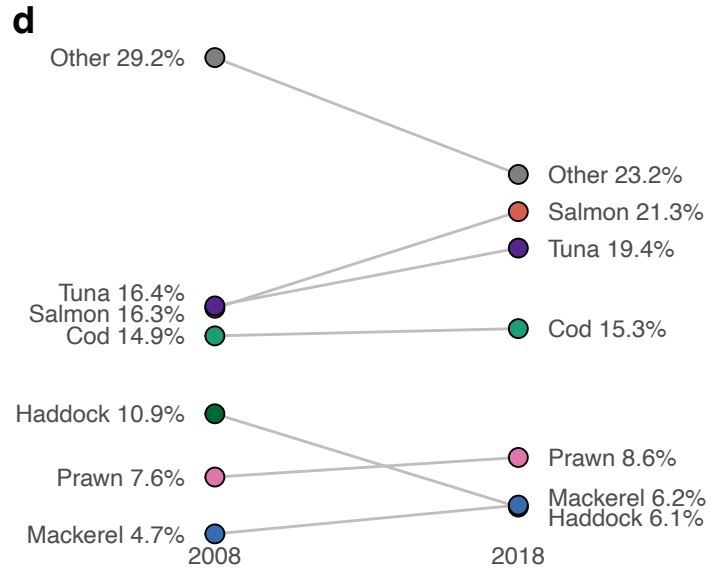 d
Other 29.2%
Other 23.2%
Salmon 21.3%
Tuna 19.4%
Tuna 16.4%
Salmon 16.3%
Cod 14.9%
Cod 15.3%
Haddock 10.9%
Prawn 7.6%
Prawn 8.6%
Mackerel 6.2%
Haddock 6.1%
Mackerel 4.7%
2008
2018